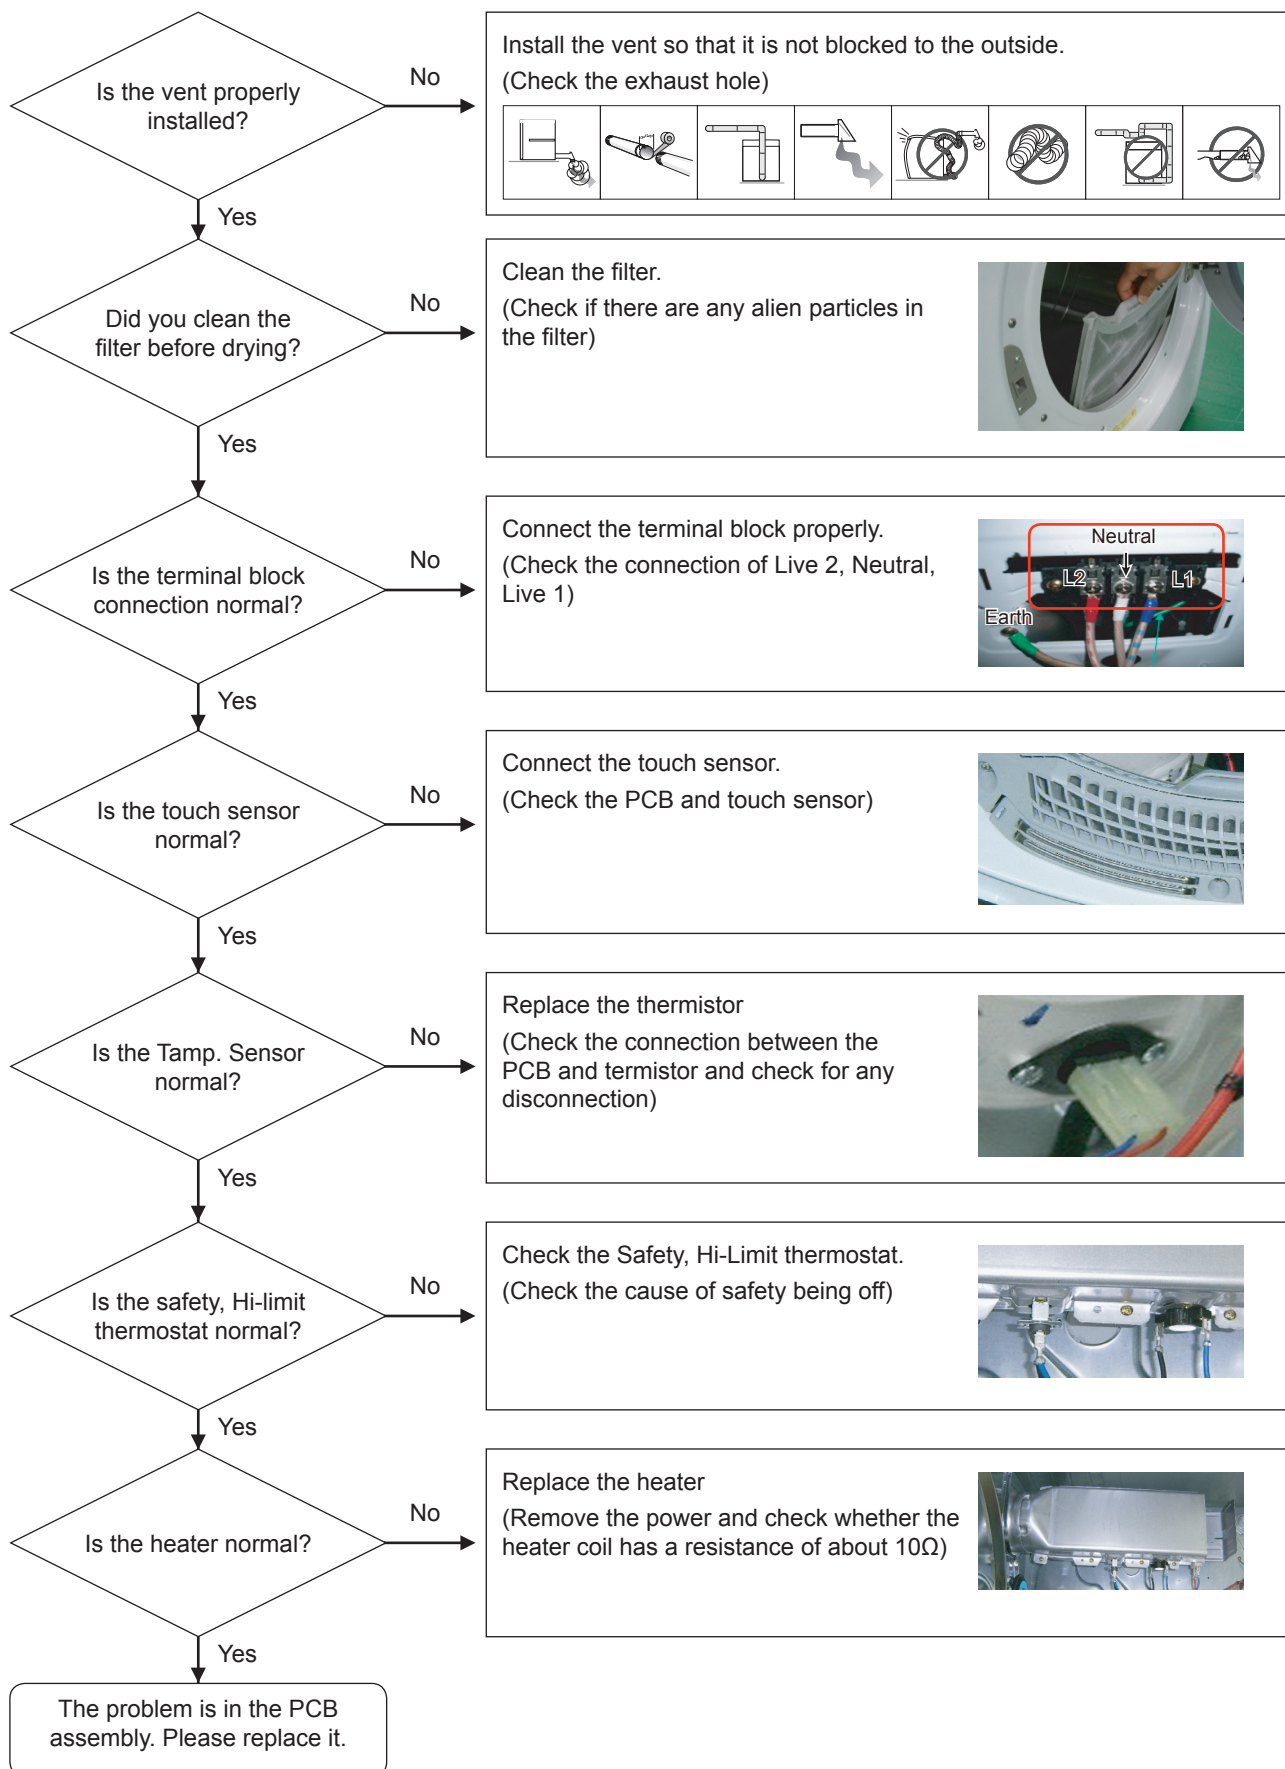 Is the vent properly
installed?
No
Install the vent so that it is not blocked to the outside.
(Check the exhaust hole)
Yes
Did you clean the
filter before drying?
No
Clean the filter.
(Check if there are any alien particles in
the filter)
Yes
Is the terminal block
connection normal?
No
Connect the terminal block properly.
(Check the connection of Live 2, Neutral,
Live 1)
Neutral
L2
L1
Earth
Yes
Is the touch sensor
normal?
No
Connect the touch sensor.
(Check the PCB and touch sensor)
Yes
Is the Tamp. Sensor
normal?
No
Replace the thermistor
(Check the connection between the
PCB and termistor and check for any
disconnection)
Yes
Is the safety, Hi-limit
thermostat normal?
No
Check the Safety, Hi-Limit thermostat.
(Check the cause of safety being off)
Yes
Is the heater normal?
No
Replace the heater
(Remove the power and check whether the
heater coil has a resistance of about 10Ω)
Yes
The problem is in the PCB
assembly. Please replace it.